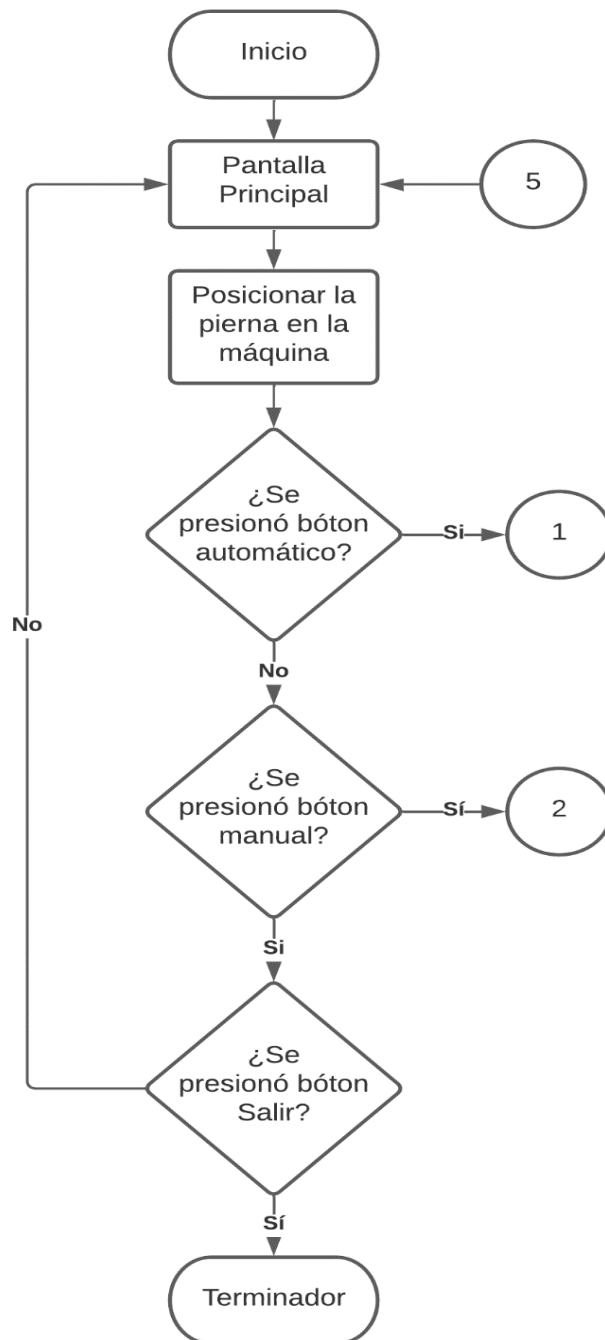 Inicio
Pantalla
Principal
5
Posicionar la
pierna en la
máquina
¿Se
presionó bóton
automático?
Si
1
No
No
¿Se
presionó bóton
manual?
Sí
2
Si
¿Se
presionó bóton
Salir?
Sí
Terminador